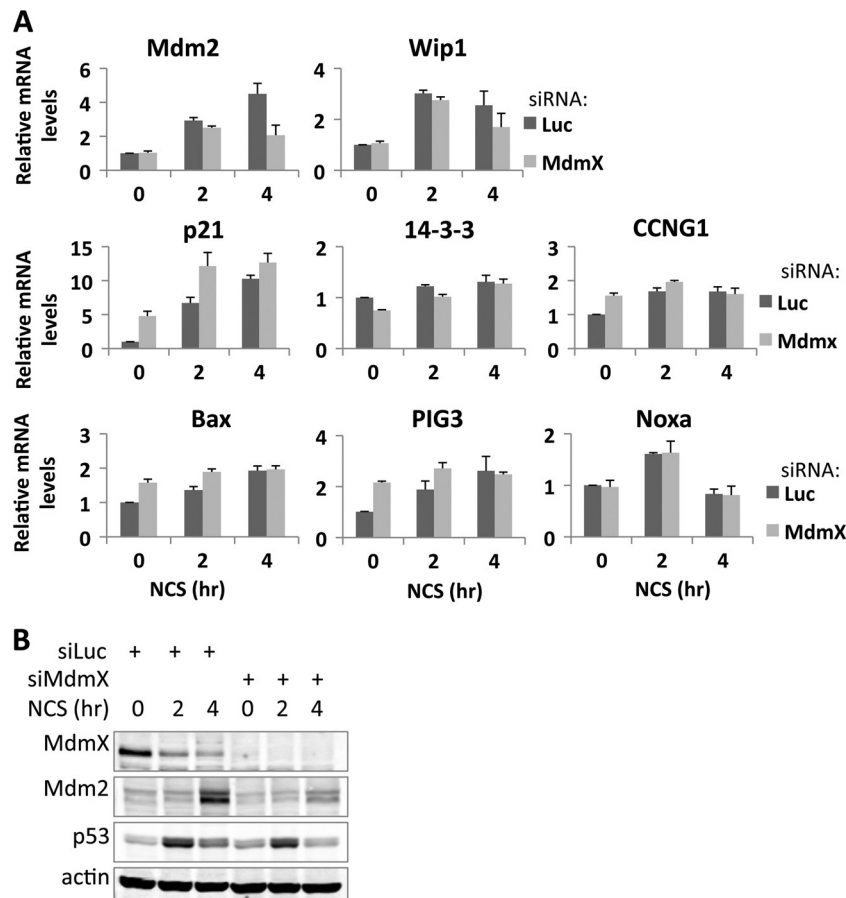 A
Mdm2
Wip1
Relative mRNA levels
6
4
2
0
0 2 4
4
2
0
0 2 4
siRNA:
Luc
MdmX
p21
14-3-3
CCNG1
Relative mRNA levels
15
10
5
0
0 2 4
2
1
0
0 2 4
3
2
1
0
0 2 4
siRNA:
Luc
Mdmx
Bax
PIG3
Noxa
Relative mRNA levels
3
2
1
0
0 2 4
NCS (hr)
4
2
0
0 2 4
NCS (hr)
2
1
0
0 2 4
NCS (hr)
siRNA:
Luc
MdmX
B
siLuc + + +
siMdmX + + +
NCS (hr) 0 2 4 0 2 4
MdmX
Mdm2
p53
actin